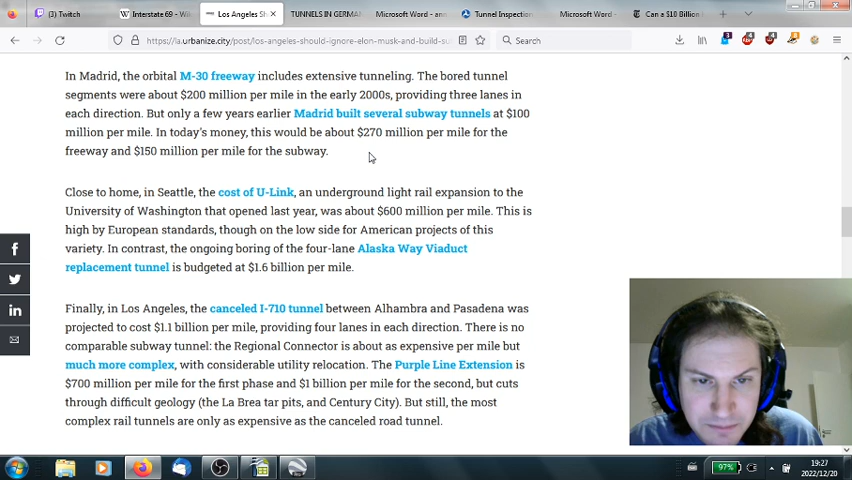 (3) Twitch
Interstate 69 - Wik
Los Angeles Sh
TUNNELS IN GERMAN
Microsoft Word - ann
Tunnel Inspection
Microsoft Word -
Can a $10 Billion
https://la.urbanize.city/post/los-angeles-should-ignore-elon-musk-and-build-su
Search
In Madrid, the orbital M-30 freeway includes extensive tunneling. The bored tunnel
segments were about $200 million per mile in the early 2000s, providing three lanes in
each direction. But only a few years earlier Madrid built several subway tunnels at $100
million per mile. In today's money, this would be about $270 million per mile for the
freeway and $150 million per mile for the subway.
Close to home, in Seattle, the cost of U-Link, an underground light rail expansion to the
University of Washington that opened last year, was about $600 million per mile. This is
high by European standards, though on the low side for American projects of this
variety. In contrast, the ongoing boring of the four-lane Alaska Way Viaduct
replacement tunnel is budgeted at $1.6 billion per mile.
Finally, in Los Angeles, the canceled I-710 tunnel between Alhambra and Pasadena was
projected to cost $1.1 billion per mile, providing four lanes in each direction. There is no
comparable subway tunnel: the Regional Connector is about as expensive per mile but
much more complex, with considerable utility relocation. The Purple Line Extension is
$700 million per mile for the first phase and $1 billion per mile for the second, but cuts
through difficult geology (the La Brea tar pits, and Century City). But still, the most
complex rail tunnels are only as expensive as the canceled road tunnel.
97%
19:27
2022/12/20